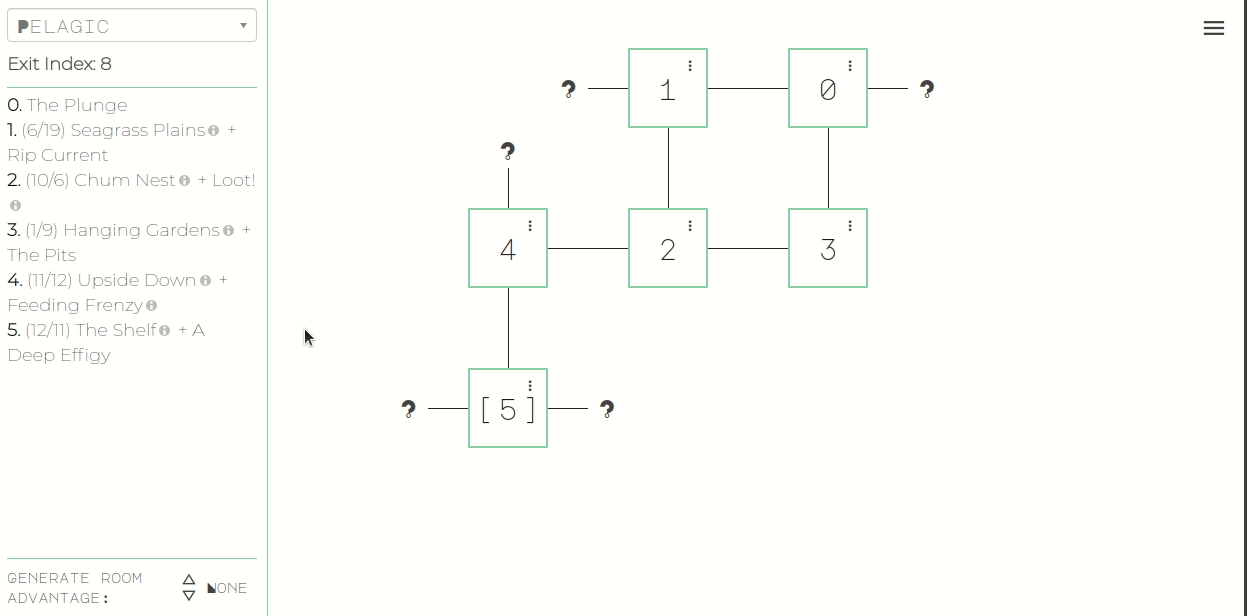 PELAGIC
Exit Index: 8
0. The Plunge
1. (6/19) Seagrass Plains +
Rip Current
2. (10/6) Chum Nest + Loot!
3. (1/9) Hanging Gardens +
The Pits
4. (11/12) Upside Down +
Feeding Frenzy
5. (12/11) The Shelf + A
Deep Effigy
GENERATE ROOM
ADVANTAGE:
NONE
? 1 0 ?
?
4 2 3
? [5] ?